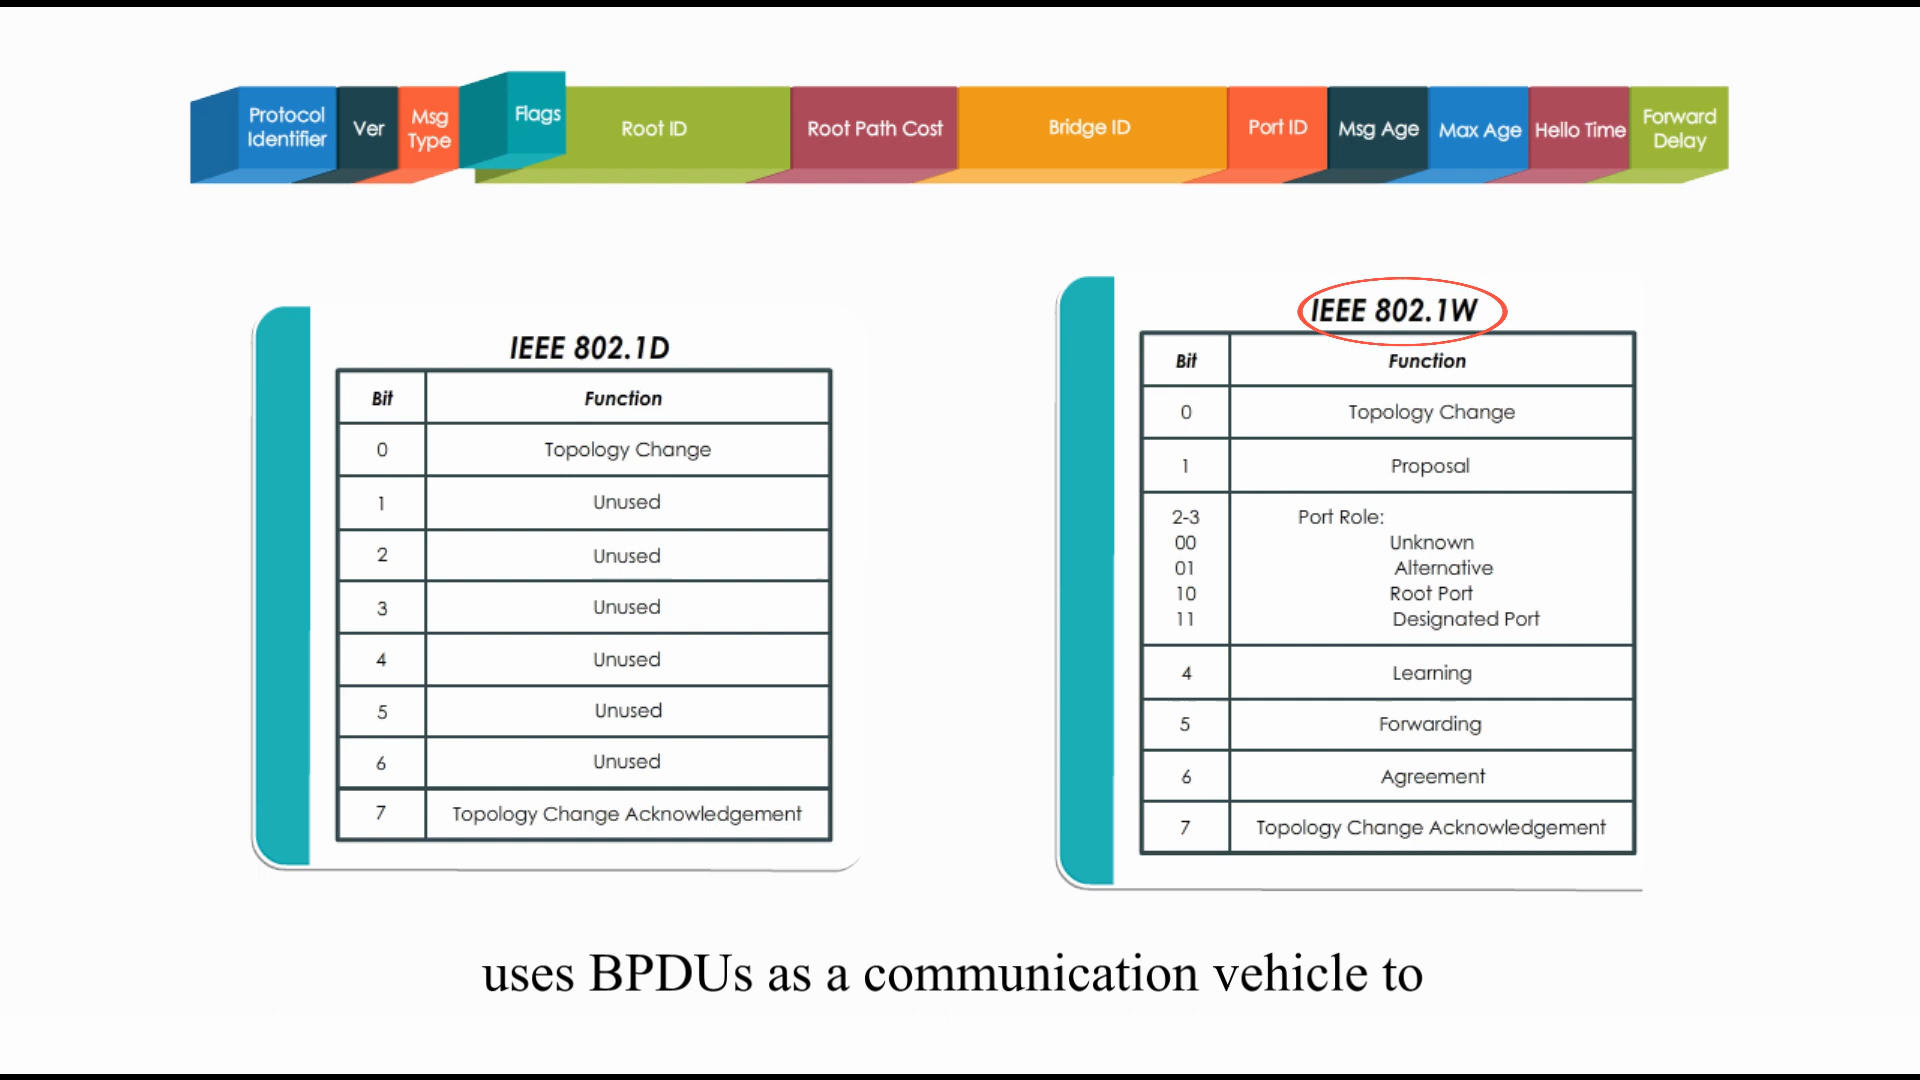 Protocol Identifier Ver Msg Type Flags Root ID Root Path Cost Bridge ID Port ID Msg Age Max Age Hello Time Forward Delay
IEEE 802.1D
Bit Function
0 Topology Change
1 Unused
2 Unused
3 Unused
4 Unused
5 Unused
6 Unused
7 Topology Change Acknowledgement
IEEE 802.1W
Bit Function
0 Topology Change
1 Proposal
2-3 Port Role:
00 Unknown
01 Alternative
10 Root Port
11 Designated Port
4 Learning
5 Forwarding
6 Agreement
7 Topology Change Acknowledgement
uses BPDUs as a communication vehicle to